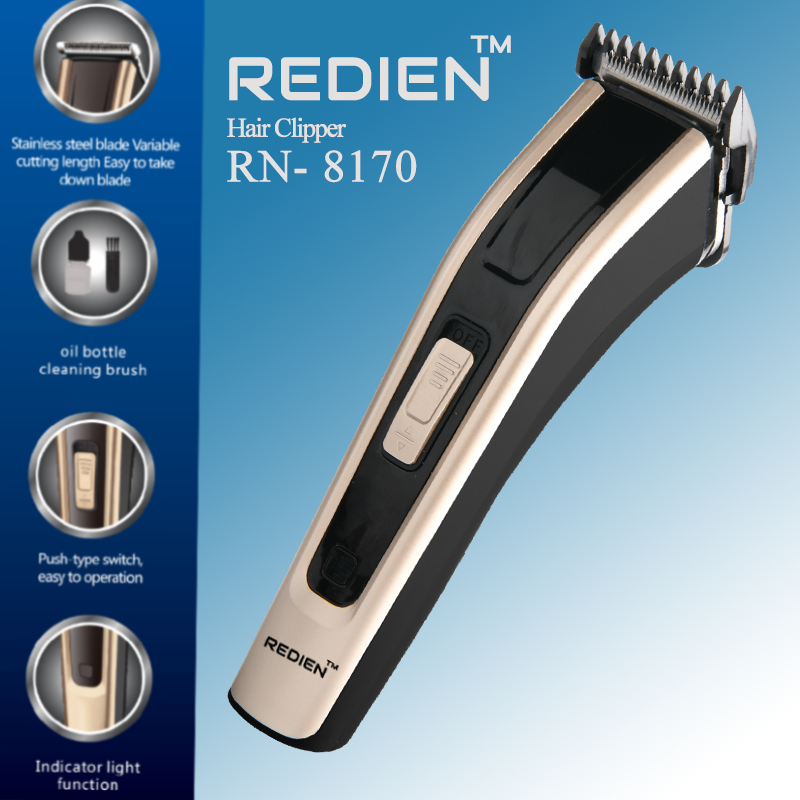 REDIEN™
Hair Clipper
RN- 8170
Stainless steel blade Variable
cutting length Easy to take
down blade
oil bottle
cleaning brush
Push-type switch,
easy to operation
Indicator light
function
OFF
REDIEN™